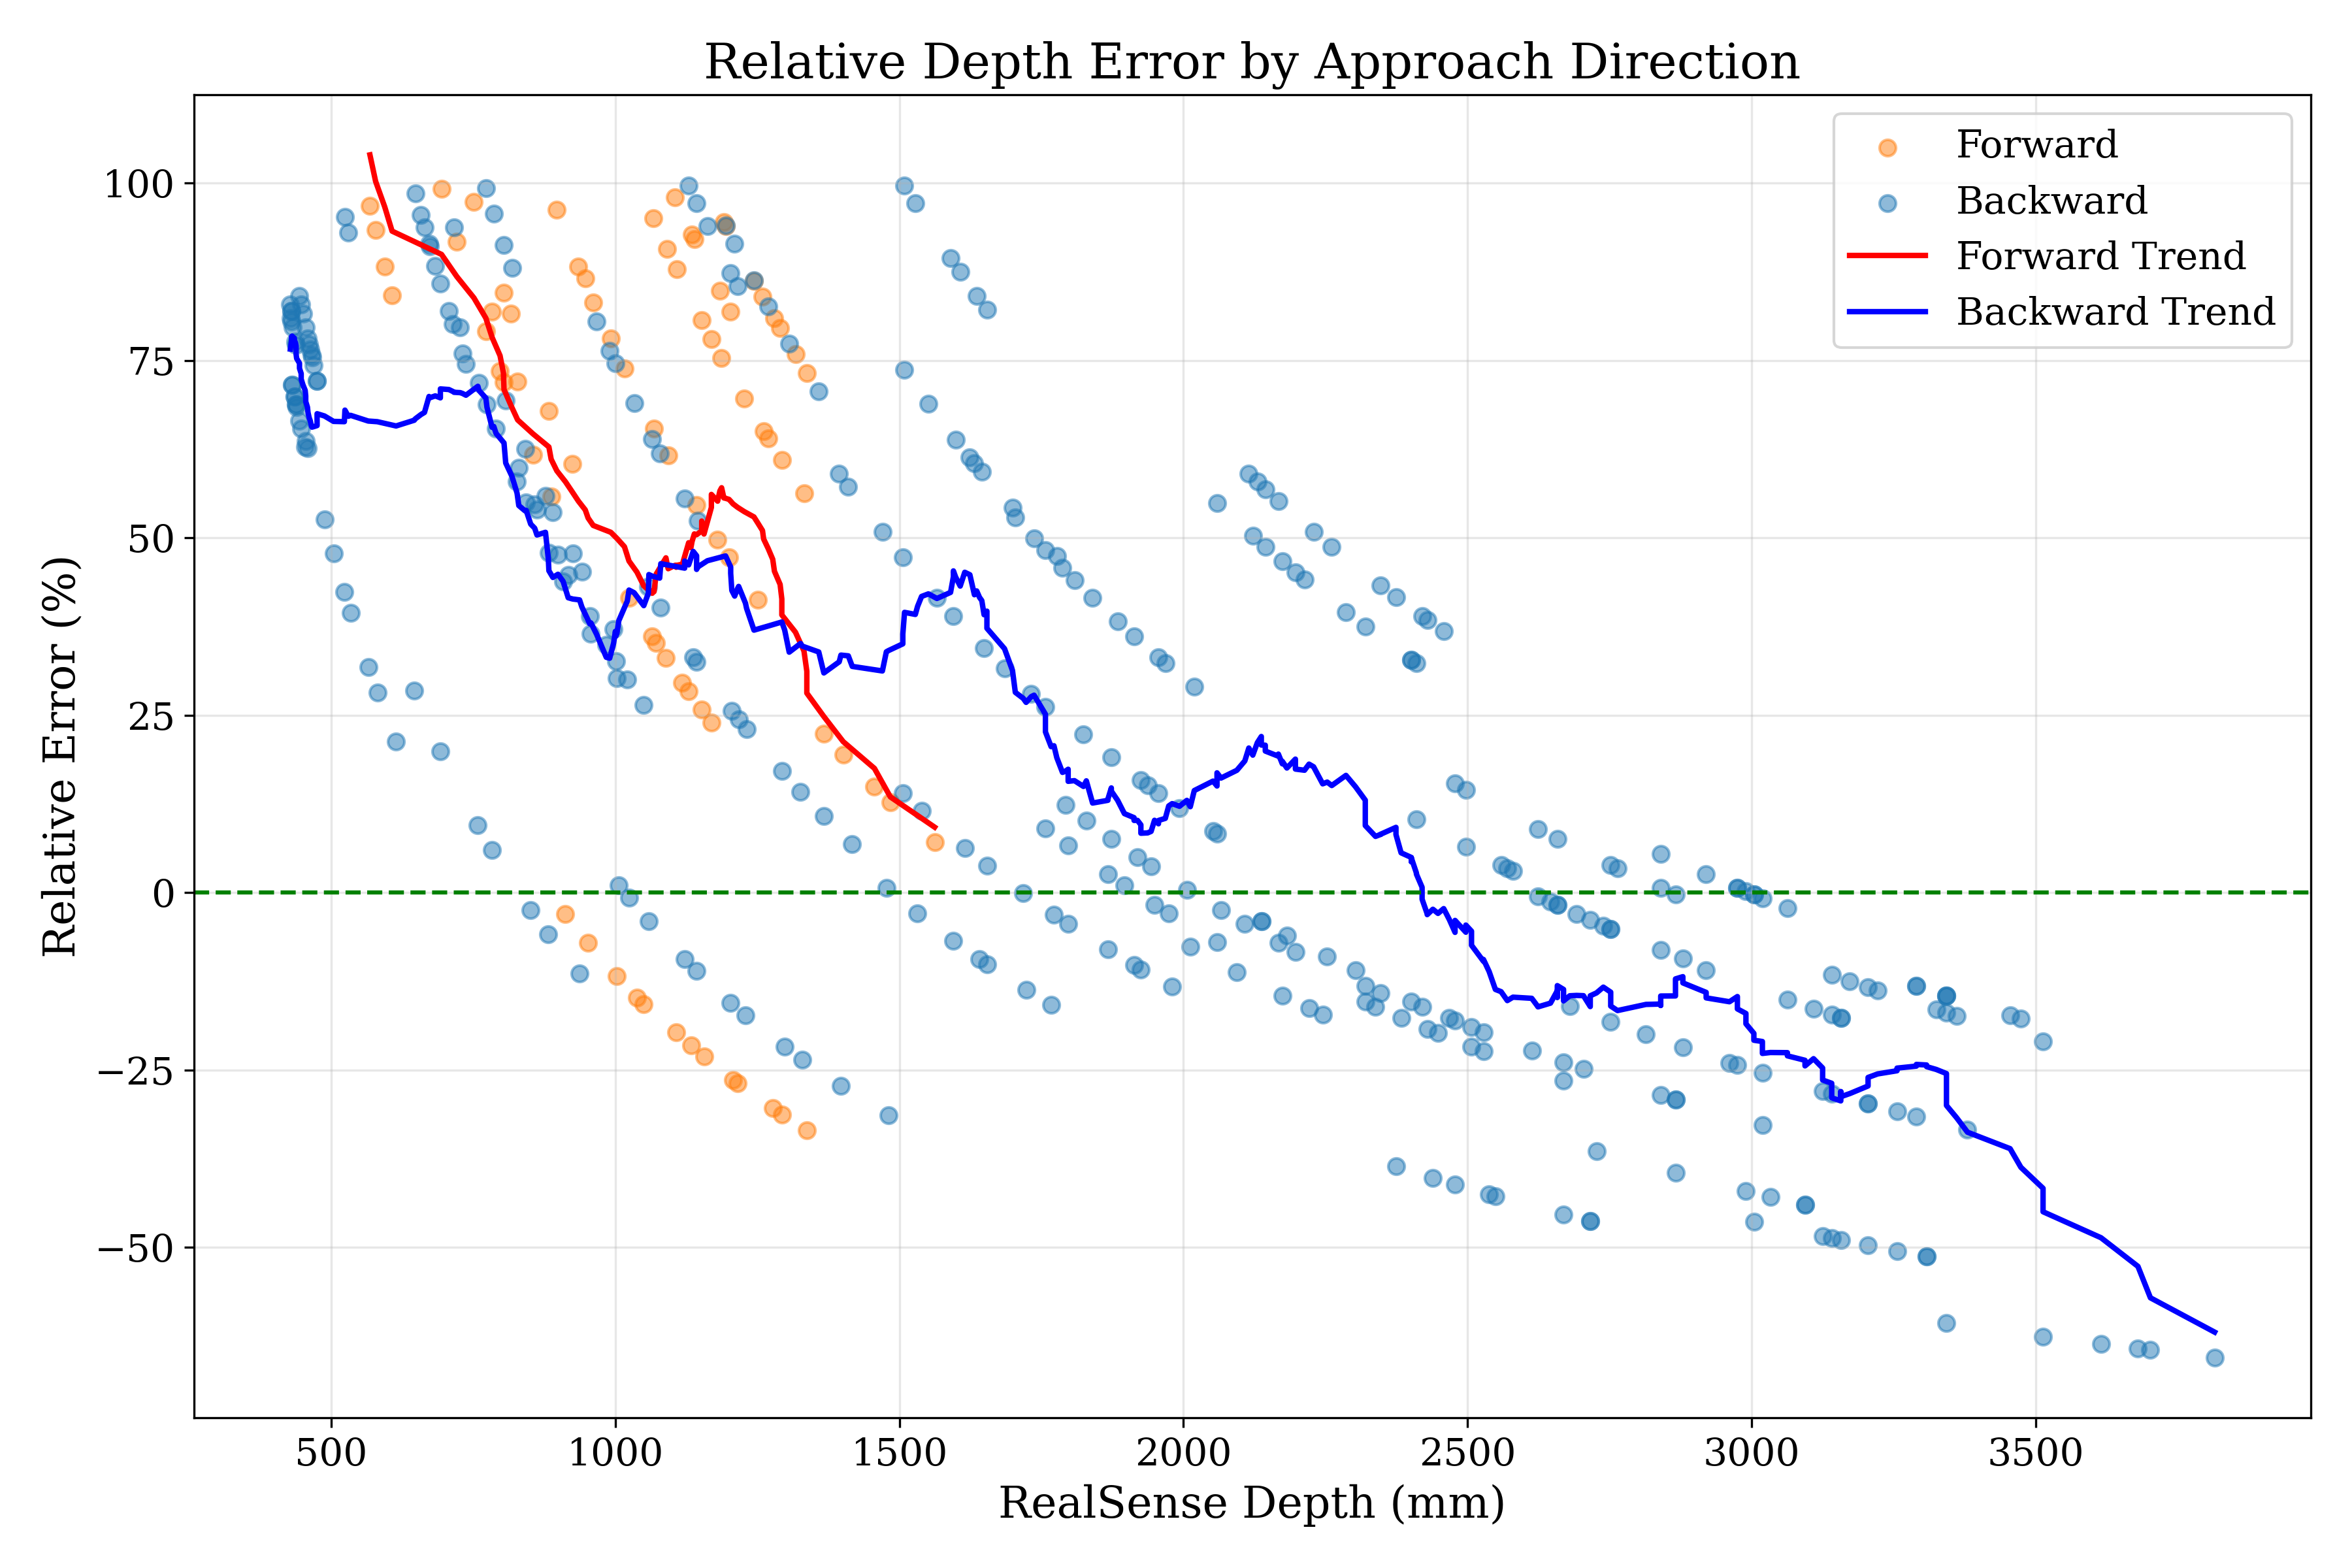 Relative Depth Error by Approach Direction
Forward
Backward
Forward Trend
Backward Trend
100
75
50
25
0
−25
−50
Relative Error (%)
500 1000 1500 2000 2500 3000 3500
RealSense Depth (mm)